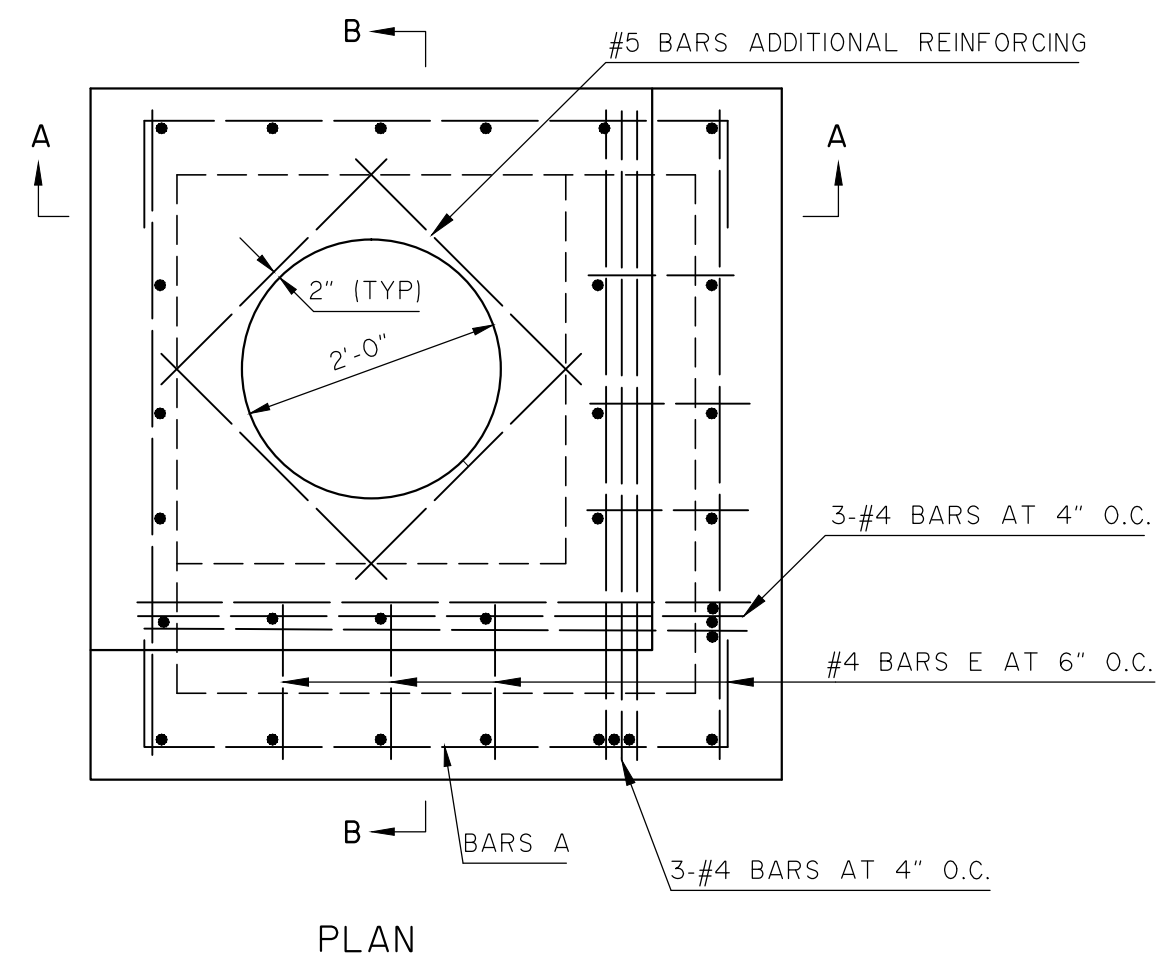 B
#5 BARS ADDITIONAL REINFORCING
A
A
2" (TYP)
2'-0"
3-#4 BARS AT 4" O.C.
#4 BARS E AT 6" O.C.
B
BARS A
3-#4 BARS AT 4" O.C.
PLAN